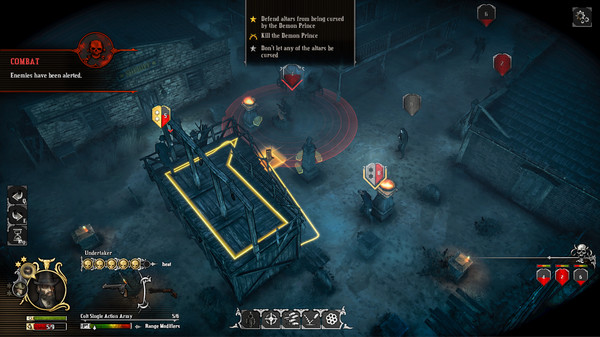 Defend altars from being cursed
by the Demon Prince
Kill the Demon Prince
Don't let any of the altars be
cursed
COMBAT
Enemies have been alerted.
Undertaker
Colt Single Action Army
5/6
5/9
Range Modifiers